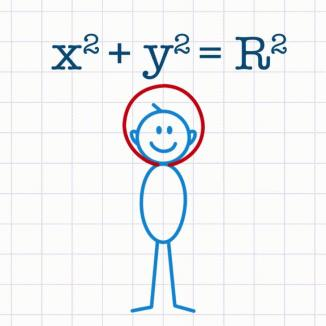 x² + y² = R²